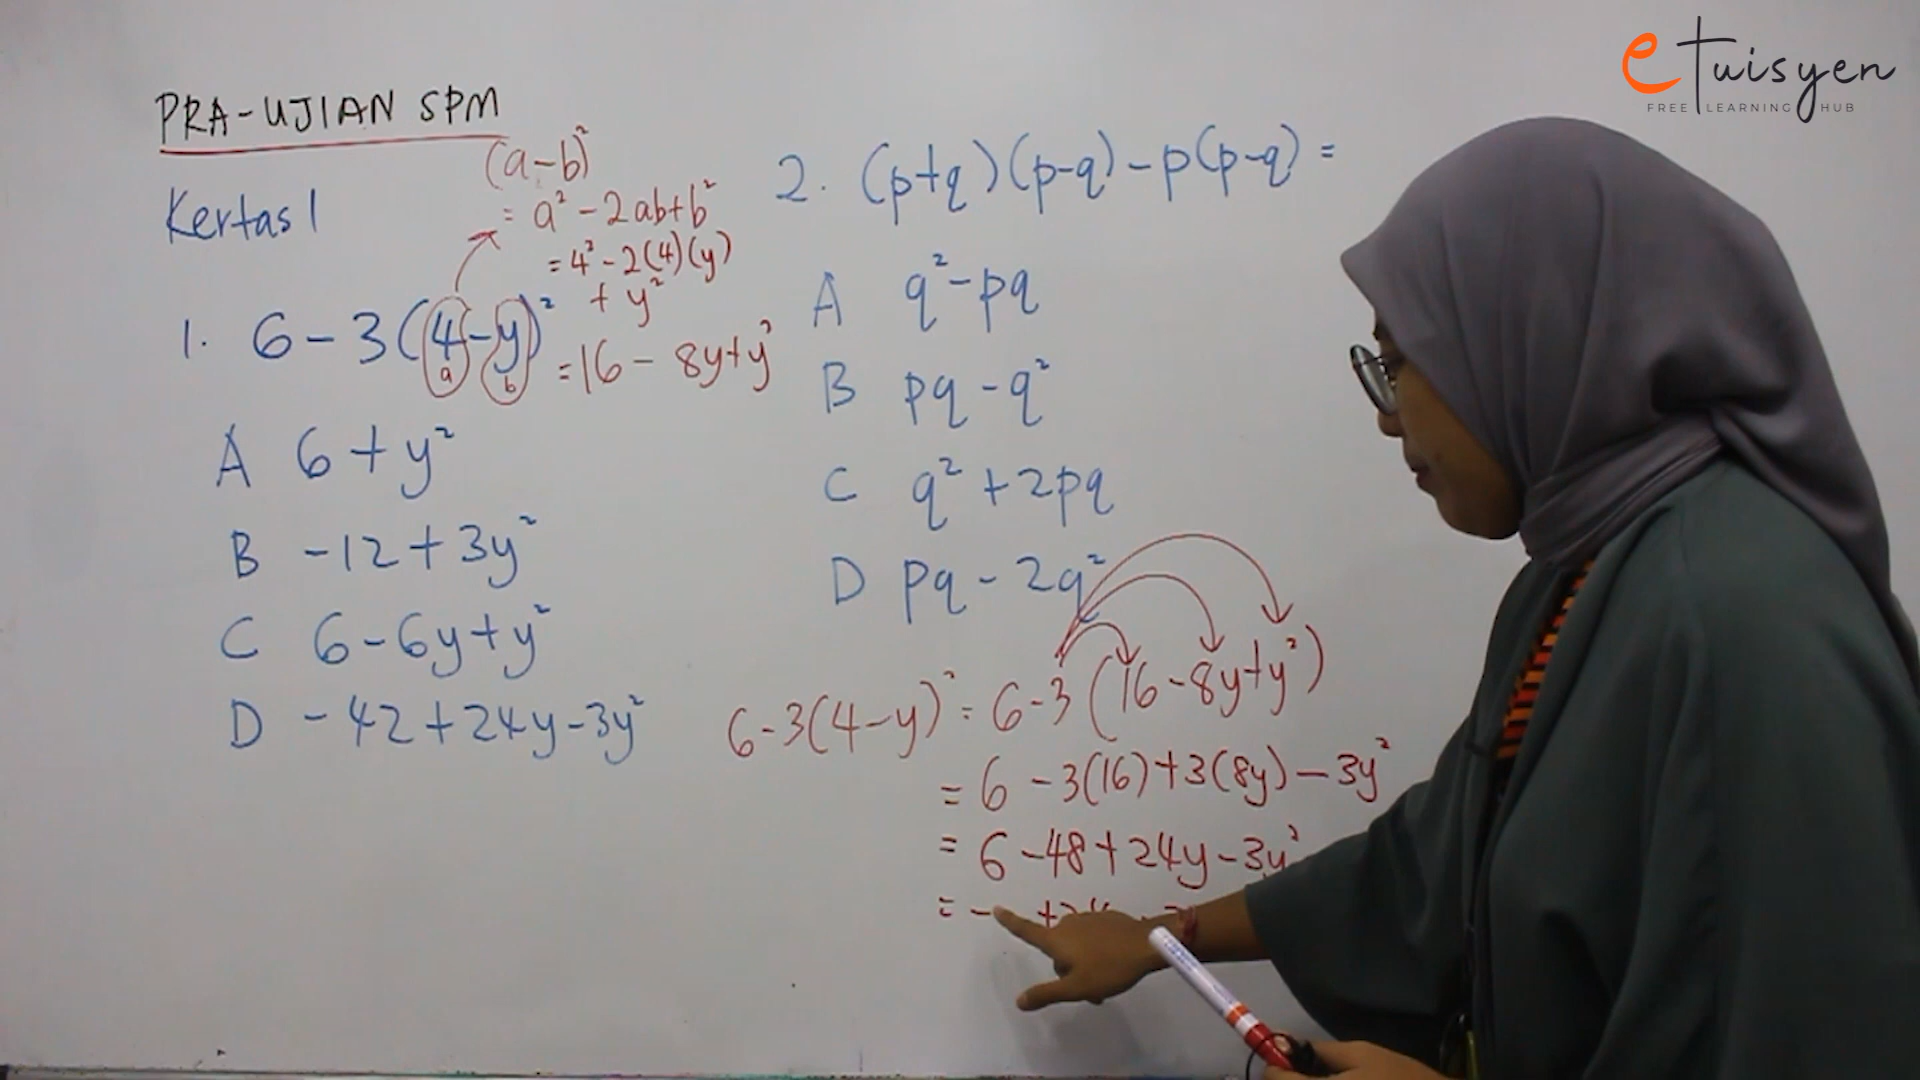 eTuisyen
FREE LEARNING HUB
PRA-UJIAN SPM
Kertas 1
(a-b)²
= a² - 2ab + b²
= 4² - 2(4)(y)
+ y²
= 16 - 8y + y²
1. 6 - 3(4 - y)²
a b
A 6 + y²
B -12 + 3y²
C 6 - 6y + y²
D -42 + 24y - 3y²
2. (p+q)(p-q) - p(p-q) =
A q² - pq
B pq - q²
C q² + 2pq
D pq - 2q²
6-3(4-y)² = 6-3(16-8y+y²)
= 6 - 3(16) + 3(8y) - 3y²
= 6 - 48 + 24y - 3y²